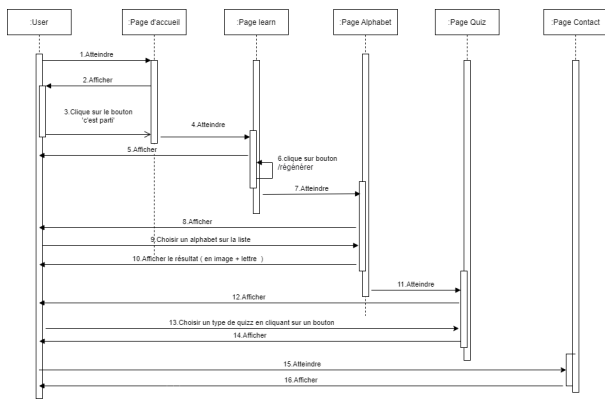 :User
:Page d'accueil
:Page learn
:Page Alphabet
:Page Quiz
:Page Contact
1.Atteindre
2.Afficher
3.Clique sur le bouton
'c'est parti'
4.Atteindre
5.Afficher
6.clique sur bouton
/régénérer
7.Atteindre
8.Afficher
9.Choisir un alphabet sur la liste
10.Afficher le résultat ( en image + lettre )
11.Atteindre
12.Afficher
13.Choisir un type de quizz en cliquant sur un bouton
14.Afficher
15.Atteindre
16.Afficher